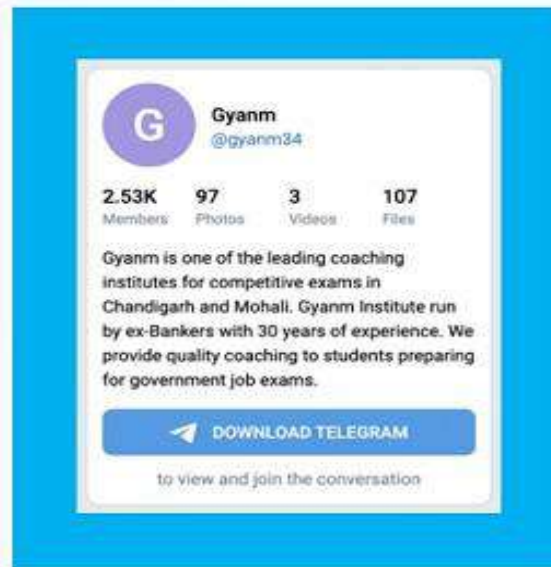 G
Gyanm
@gyanm34
2.53K 97 3 107
Members Photos Videos Files
Gyanm is one of the leading coaching
institutes for competitive exams in
Chandigarh and Mohali. Gyanm Institute run
by ex-Bankers with 30 years of experience. We
provide quality coaching to students preparing
for government job exams.
DOWNLOAD TELEGRAM
to view and join the conversation